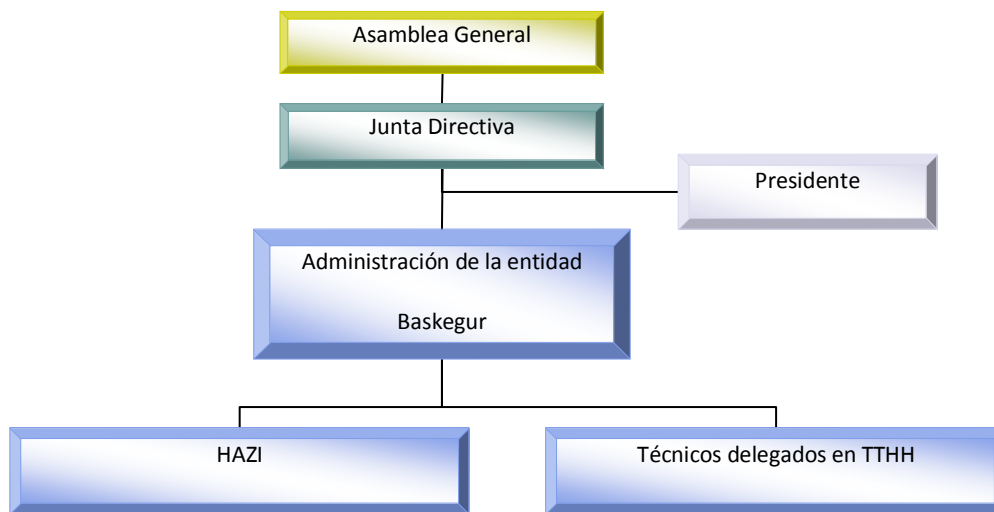 Asamblea General
Junta Directiva
Presidente
Administración de la entidad
Baskegur
HAZI
Técnicos delegados en TTHH